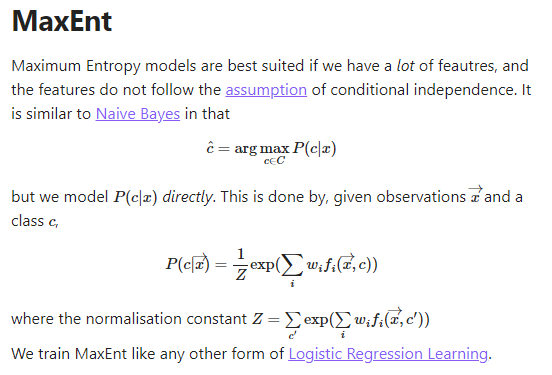 MaxEnt
Maximum Entropy models are best suited if we have a lot of feautres, and
the features do not follow the assumption of conditional independence. It
is similar to Naive Bayes in that
ĉ = arg max P(c|x)
c∈C
but we model P(c|x) directly. This is done by, given observations x⃗ and a
class c,
P(c|x⃗) = 1/Z exp(∑ᵢ wᵢfᵢ(x⃗, c))
where the normalisation constant Z = ∑c′ exp(∑ᵢ wᵢfᵢ(x⃗, c′))
We train MaxEnt like any other form of Logistic Regression Learning.